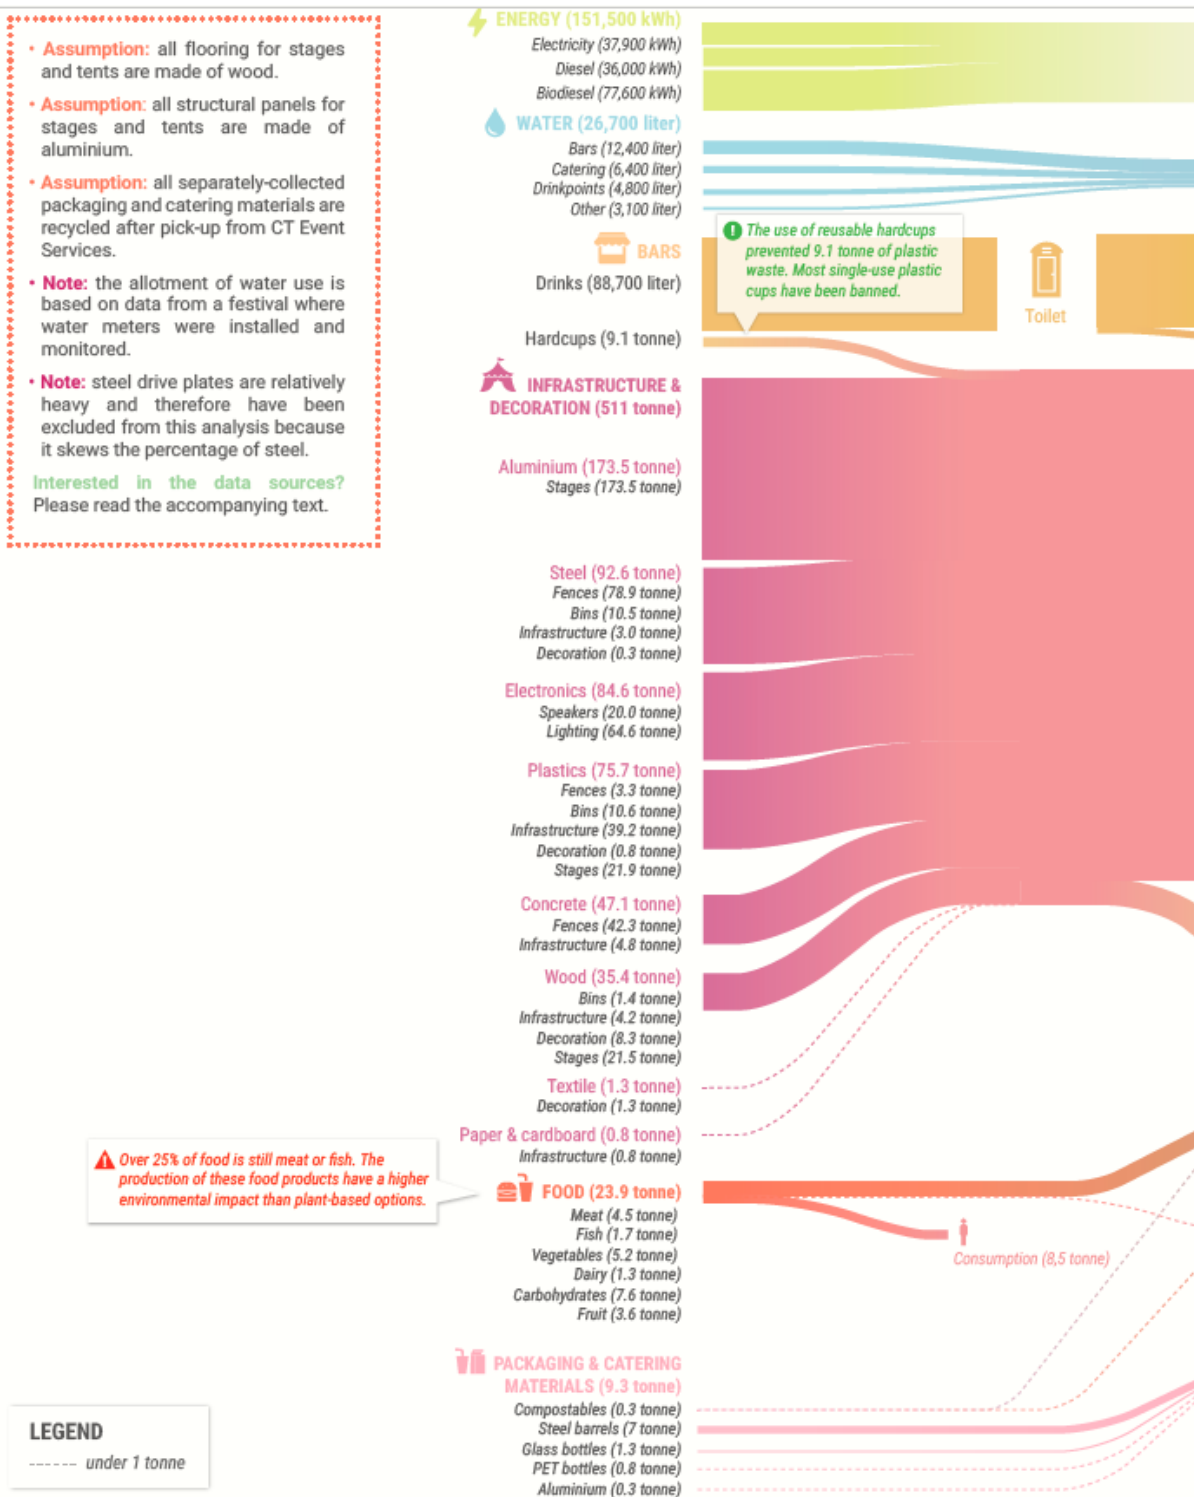 • Assumption: all flooring for stages
and tents are made of wood.
• Assumption: all structural panels for
stages and tents are made of
aluminium.
• Assumption: all separately-collected
packaging and catering materials are
recycled after pick-up from CT Event
Services.
• Note: the allotment of water use is
based on data from a festival where
water meters were installed and
monitored.
• Note: steel drive plates are relatively
heavy and therefore have been
excluded from this analysis because
it skews the percentage of steel.
Interested in the data sources?
Please read the accompanying text.
ENERGY (151,500 kWh)
Electricity (37,900 kWh)
Diesel (36,000 kWh)
Biodiesel (77,600 kWh)
WATER (26,700 liter)
Bars (12,400 liter)
Catering (6,400 liter)
Drinkpoints (4,800 liter)
Other (3,100 liter)
The use of reusable hardcups
prevented 9.1 tonne of plastic
waste. Most single-use plastic
cups have been banned.
BARS
Drinks (88,700 liter)
Toilet
Hardcups (9.1 tonne)
INFRASTRUCTURE &
DECORATION (511 tonne)
Aluminium (173.5 tonne)
Stages (173.5 tonne)
Steel (92.6 tonne)
Fences (78.9 tonne)
Bins (10.5 tonne)
Infrastructure (3.0 tonne)
Decoration (0.3 tonne)
Electronics (84.6 tonne)
Speakers (20.0 tonne)
Lighting (64.6 tonne)
Plastics (75.7 tonne)
Fences (3.3 tonne)
Bins (10.6 tonne)
Infrastructure (39.2 tonne)
Decoration (0.8 tonne)
Stages (21.9 tonne)
Concrete (47.1 tonne)
Fences (42.3 tonne)
Infrastructure (4.8 tonne)
Wood (35.4 tonne)
Bins (1.4 tonne)
Infrastructure (4.2 tonne)
Decoration (8.3 tonne)
Stages (21.5 tonne)
Textile (1.3 tonne)
Decoration (1.3 tonne)
Paper & cardboard (0.8 tonne)
Infrastructure (0.8 tonne)
Over 25% of food is still meat or fish. The
production of these food products have a higher
environmental impact than plant-based options.
FOOD (23.9 tonne)
Meat (4.5 tonne)
Fish (1.7 tonne)
Vegetables (5.2 tonne)
Dairy (1.3 tonne)
Carbohydrates (7.6 tonne)
Fruit (3.6 tonne)
Consumption (8,5 tonne)
PACKAGING & CATERING
MATERIALS (9.3 tonne)
Compostables (0.3 tonne)
Steel barrels (7 tonne)
Glass bottles (1.3 tonne)
PET bottles (0.8 tonne)
Aluminium (0.3 tonne)
LEGEND
under 1 tonne